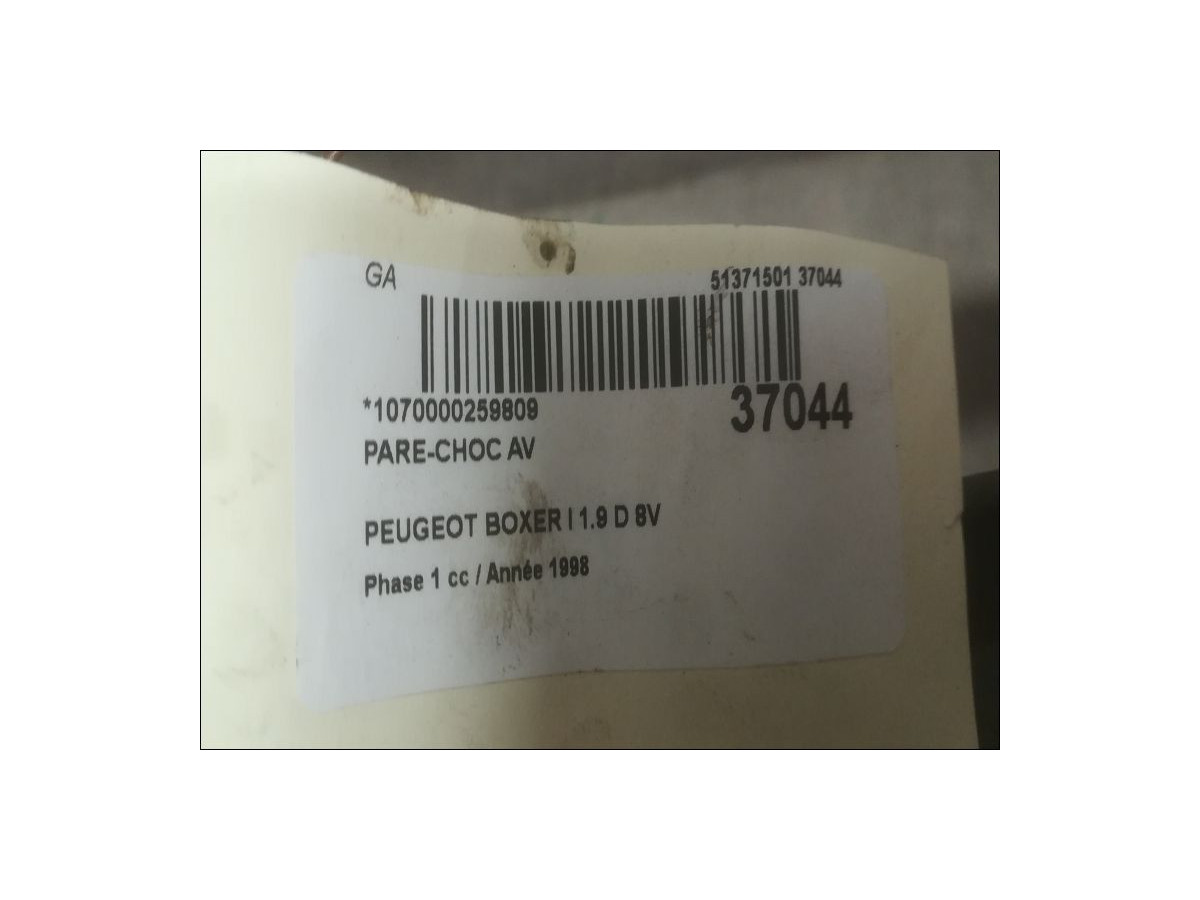 GA 51371501 37044
*1070000259809
37044
PARE-CHOC AV
PEUGEOT BOXER I 1.9 D 8V
Phase 1 cc / Année 1998